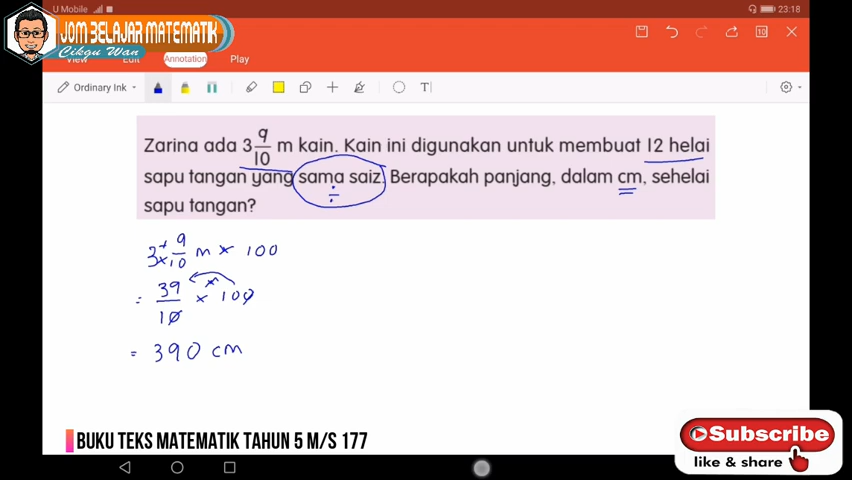 U Mobile
23:18
JOM BELAJAR MATEMATIK
Cikgu Wan
View Edit Annotation Play
10
Ordinary Ink
T
Zarina ada 3 9/10 m kain. Kain ini digunakan untuk membuat 12 helai
sapu tangan yang sama saiz. Berapakah panjang, dalam cm, sehelai
÷
sapu tangan?
3 + × 9/10 m × 100
= 39/10 × 100
×
= 390 cm
BUKU TEKS MATEMATIK TAHUN 5 M/S 177
Subscribe
like & share